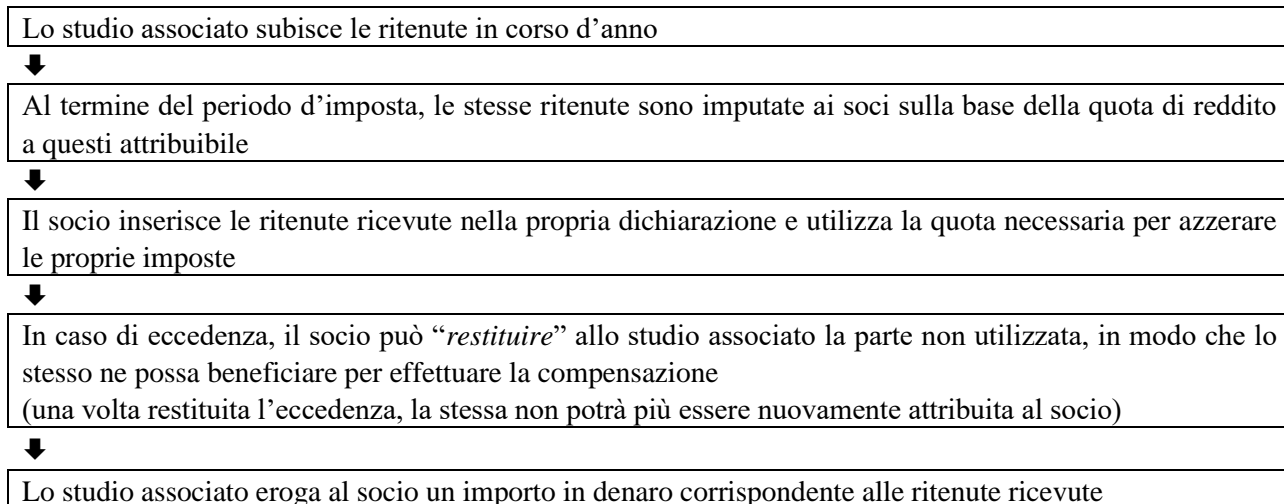 Lo studio associato subisce le ritenute in corso d’anno
Al termine del periodo d’imposta, le stesse ritenute sono imputate ai soci sulla base della quota di reddito
a questi attribuibile
Il socio inserisce le ritenute ricevute nella propria dichiarazione e utilizza la quota necessaria per azzerare
le proprie imposte
In caso di eccedenza, il socio può “restituire” allo studio associato la parte non utilizzata, in modo che lo
stesso ne possa beneficiare per effettuare la compensazione
(una volta restituita l’eccedenza, la stessa non potrà più essere nuovamente attribuita al socio)
Lo studio associato eroga al socio un importo in denaro corrispondente alle ritenute ricevute